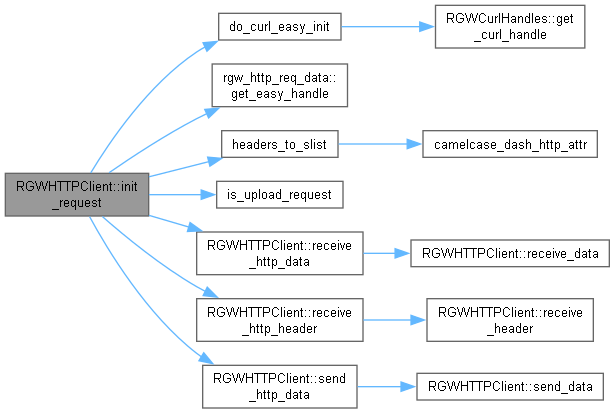 do_curl_easy_init
RGWCurlHandles::get
_curl_handle
rgw_http_req_data::
get_easy_handle
headers_to_slist
camelcase_dash_http_attr
RGWHTTPClient::init
_request
is_upload_request
RGWHTTPClient::receive
_http_data
RGWHTTPClient::receive_data
RGWHTTPClient::receive
_http_header
RGWHTTPClient::receive
_header
RGWHTTPClient::send
_http_data
RGWHTTPClient::send_data